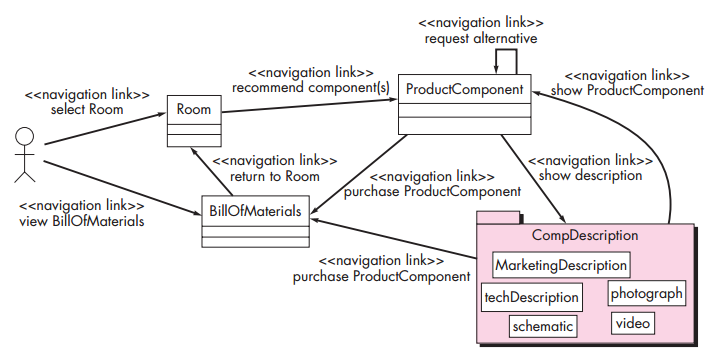 <<navigation link>>
request alternative
<<navigation link>>
select Room
<<navigation link>>
recommend component(s)
<<navigation link>>
show ProductComponent
Room
ProductComponent
<<navigation link>>
return to Room
<<navigation link>>
purchase ProductComponent
<<navigation link>>
show description
<<navigation link>>
view BillOfMaterials
BillOfMaterials
<<navigation link>>
purchase ProductComponent
CompDescription
MarketingDescription
techDescription
photograph
schematic
video